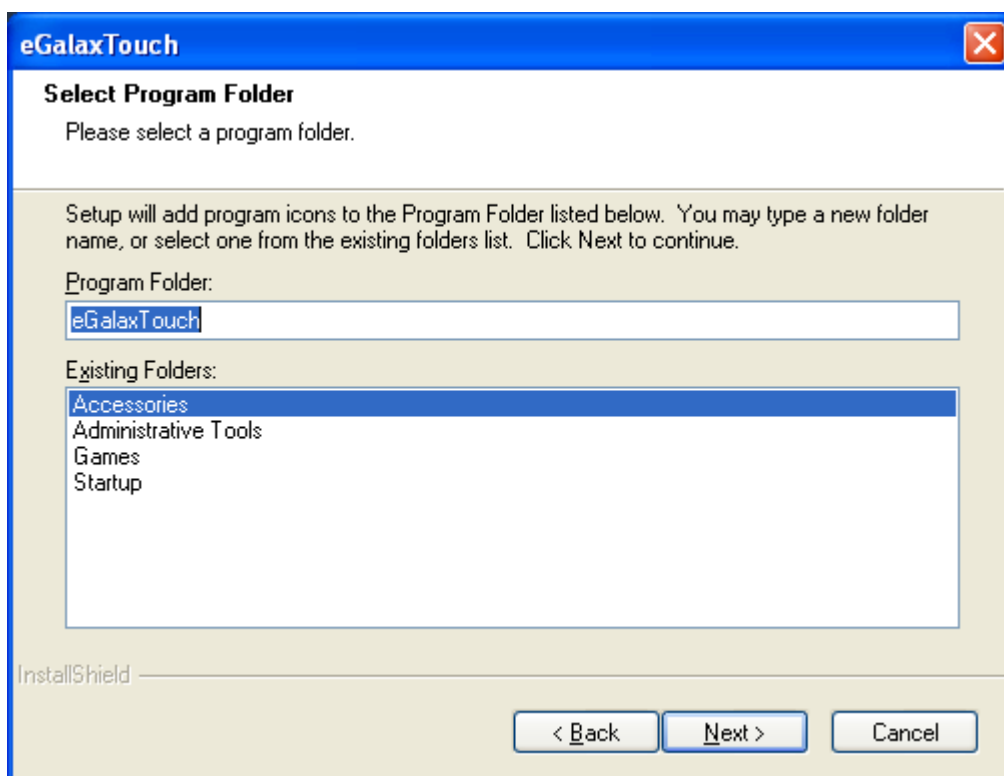 eGalaxTouch
Select Program Folder
Please select a program folder.
Setup will add program icons to the Program Folder listed below.  You may type a new folder
name, or select one from the existing folders list.  Click Next to continue.
Program Folder:
eGalaxTouch
Existing Folders:
Accessories
Administrative Tools
Games
Startup
InstallShield
< Back
Next >
Cancel